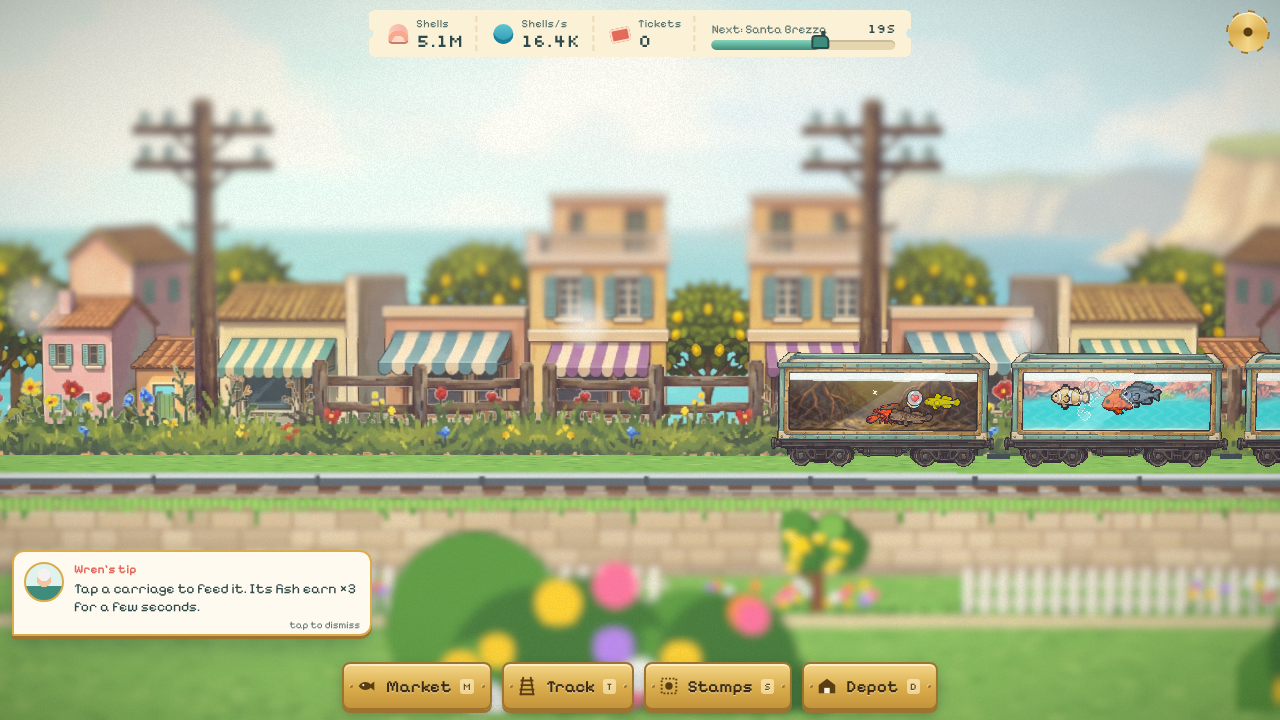 Shells
5.1M
Shells/s
16.4K
Tickets
0
Next: Santa Brezza 19S
Wren's tip
Tap a carriage to feed it. Its fish earn ×3
for a few seconds.
tap to dismiss
Market M
Track T
Stamps S
Depot D